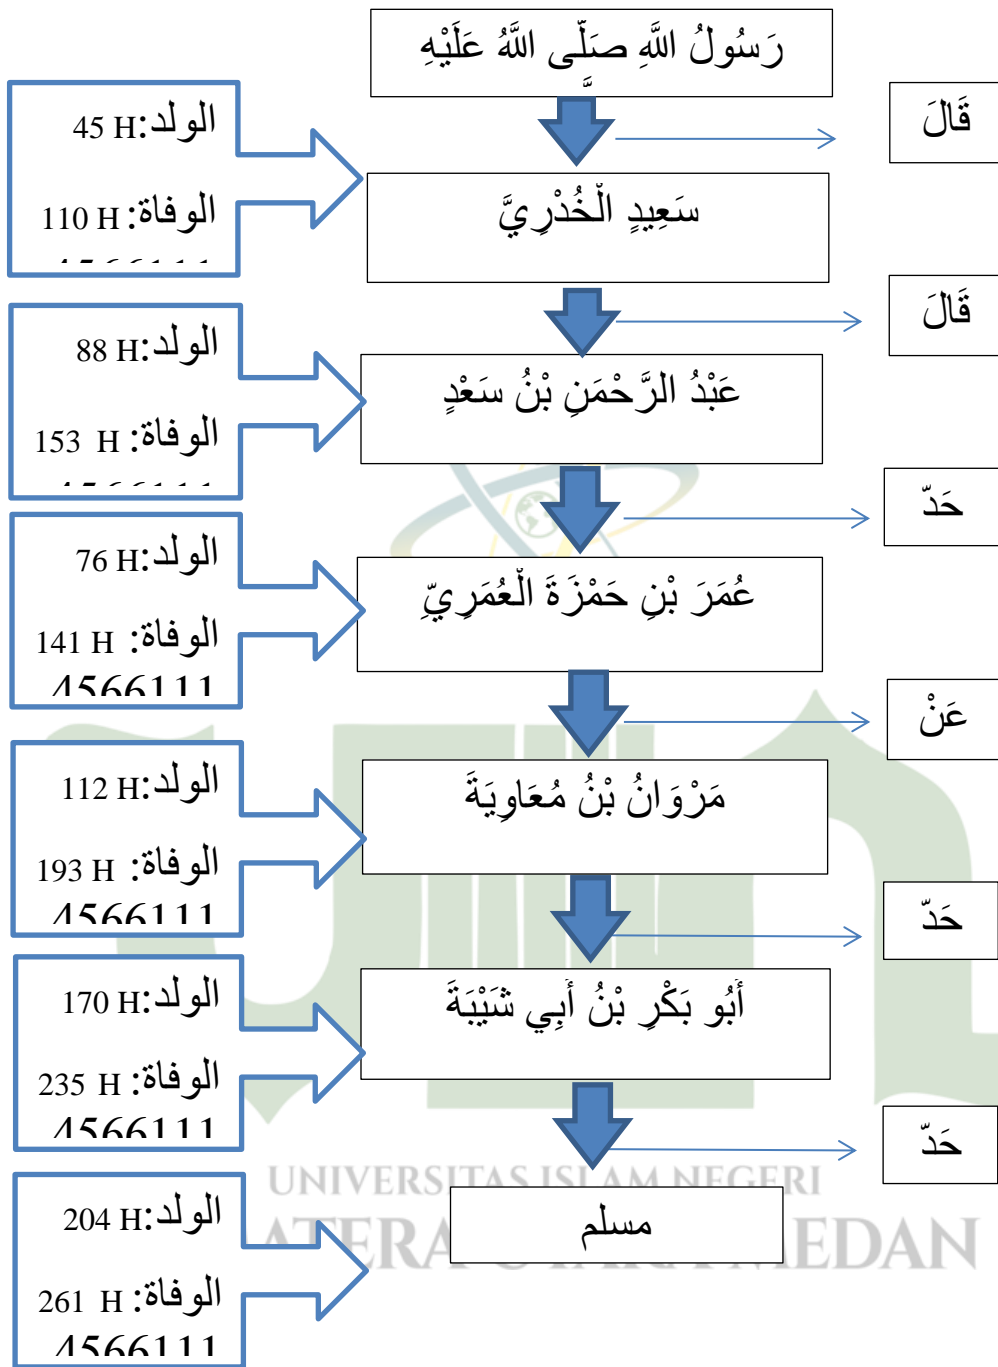 رَسُولُ اللَّهِ صَلَّى اللَّهُ عَلَيْهِ
قَالَ
الولد:45 H
الوفاة: 110 H
سَعِيدٍ الْخُدْرِيَّ
قَالَ
الولد:88 H
الوفاة: 153 H
عَبْدُ الرَّحْمَنِ بْنُ سَعْدٍ
حَدّ
الولد:76 H
الوفاة: 141 H
4566111
عُمَرَ بْنِ حَمْزَةَ الْعُمَرِيِّ
عَنْ
الولد:112 H
الوفاة: 193 H
4566111
مَرْوَانُ بْنُ مُعَاوِيَةَ
حَدّ
الولد:170 H
الوفاة: 235 H
4566111
أَبُو بَكْرِ بْنُ أَبِي شَيْبَةَ
حَدّ
UNIVERSITAS ISLAM NEGERI
MEDAN
الولد:204 H
الوفاة: 261 H
4566111
مسلم